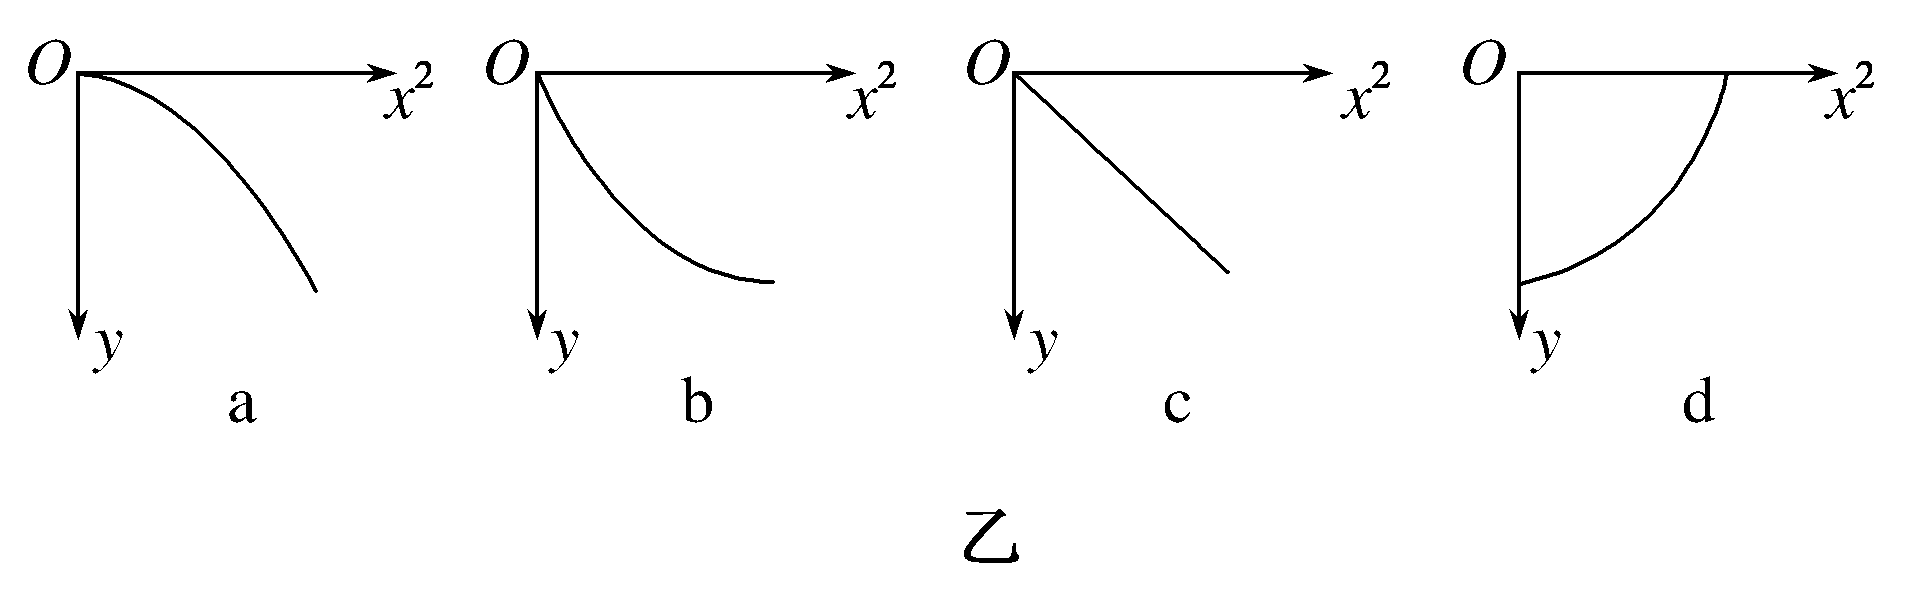 O x² y a
O x² y b
O x² y c
O x² y d
乙